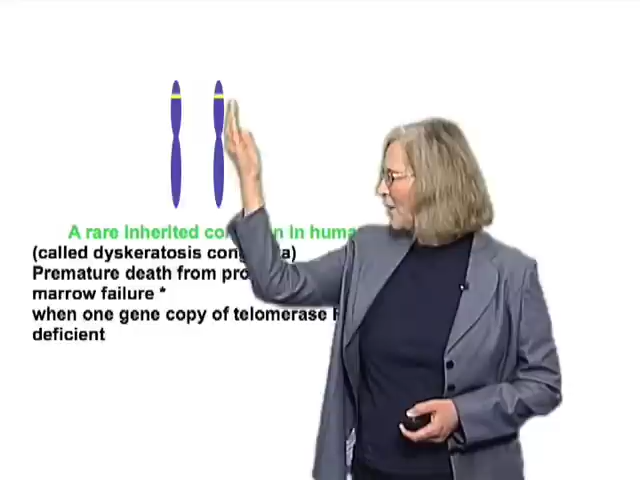 A rare inherited co n in huma
(called dyskeratosis con a)
Premature death from pro
marrow failure *
when one gene copy of telomerase
deficient